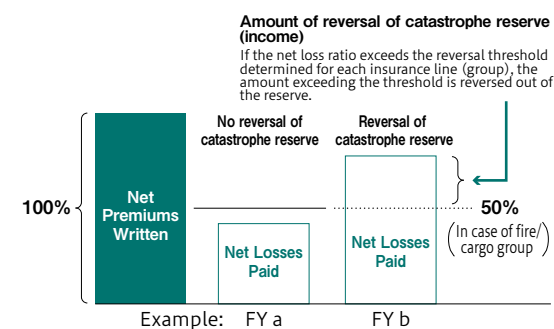 Amount of reversal of catastrophe reserve
(income)
If the net loss ratio exceeds the reversal threshold
determined for each insurance line (group), the
amount exceeding the threshold is reversed out of
the reserve.
No reversal of
catastrophe reserve
Reversal of
catastrophe reserve
100%
Net
Premiums
Written
50%
(In case of fire/
cargo group)
Net Losses
Paid
Net Losses
Paid
Example: FY a FY b